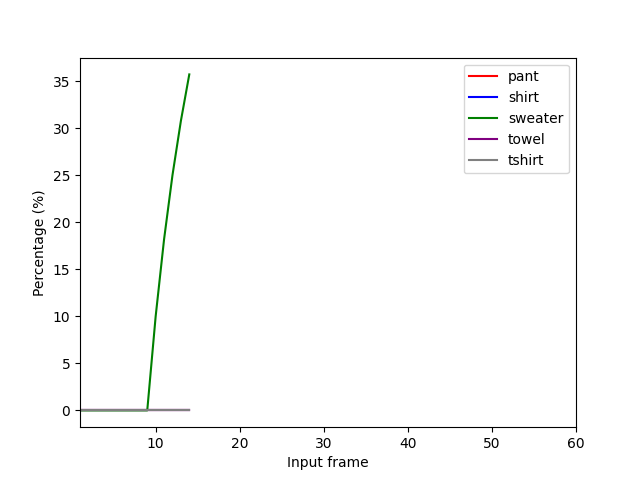 pant
shirt
sweater
towel
tshirt
35
30
25
20
15
10
5
0
Percentage (%)
10 20 30 40 50 60
Input frame